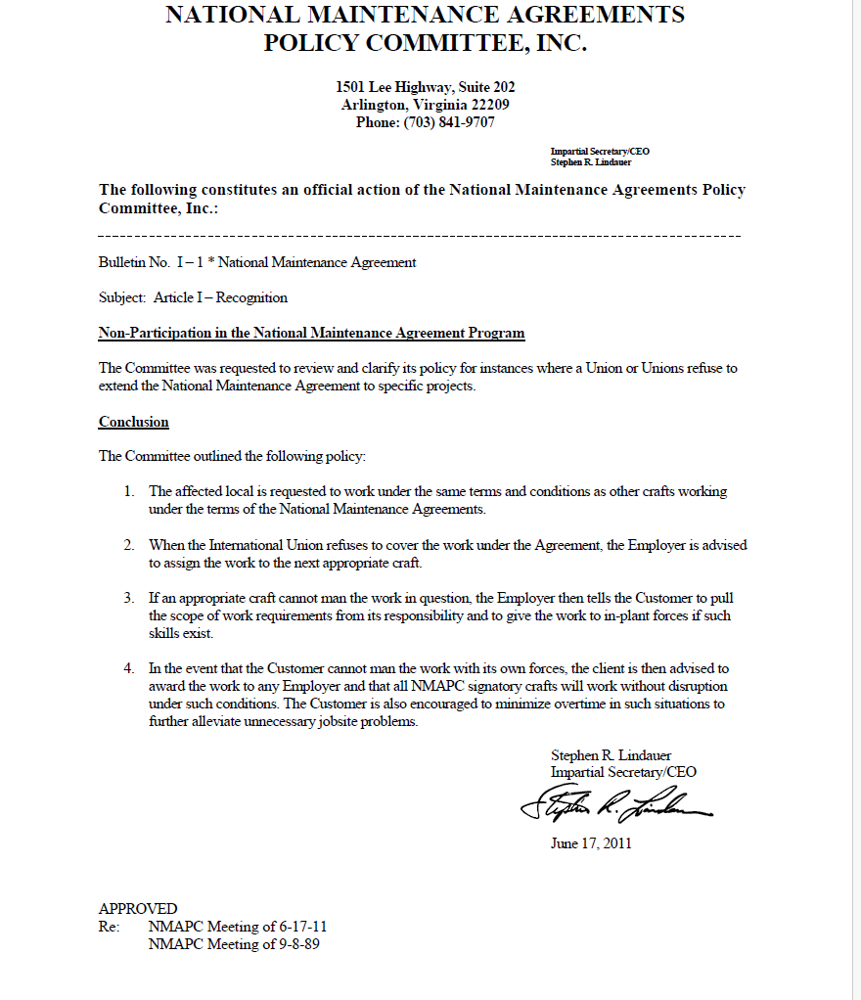 NATIONAL MAINTENANCE AGREEMENTS
POLICY COMMITTEE, INC.
1501 Lee Highway, Suite 202
Arlington, Virginia 22209
Phone: (703) 841-9707
Impartial Secretary/CEO
Stephen R. Lindauer
The following constitutes an official action of the National Maintenance Agreements Policy
Committee, Inc.:
Bulletin No. I – 1 * National Maintenance Agreement
Subject: Article I – Recognition
Non-Participation in the National Maintenance Agreement Program
The Committee was requested to review and clarify its policy for instances where a Union or Unions refuse to
extend the National Maintenance Agreement to specific projects.
Conclusion
The Committee outlined the following policy:
1. The affected local is requested to work under the same terms and conditions as other crafts working
under the terms of the National Maintenance Agreements.
2. When the International Union refuses to cover the work under the Agreement, the Employer is advised
to assign the work to the next appropriate craft.
3. If an appropriate craft cannot man the work in question, the Employer then tells the Customer to pull
the scope of work requirements from its responsibility and to give the work to in-plant forces if such
skills exist.
4. In the event that the Customer cannot man the work with its own forces, the client is then advised to
award the work to any Employer and that all NMAPC signatory crafts will work without disruption
under such conditions. The Customer is also encouraged to minimize overtime in such situations to
further alleviate unnecessary jobsite problems.
Stephen R. Lindauer
Impartial Secretary/CEO
Stephen R. Lindauer
June 17, 2011
APPROVED
Re: NMAPC Meeting of 6-17-11
NMAPC Meeting of 9-8-89